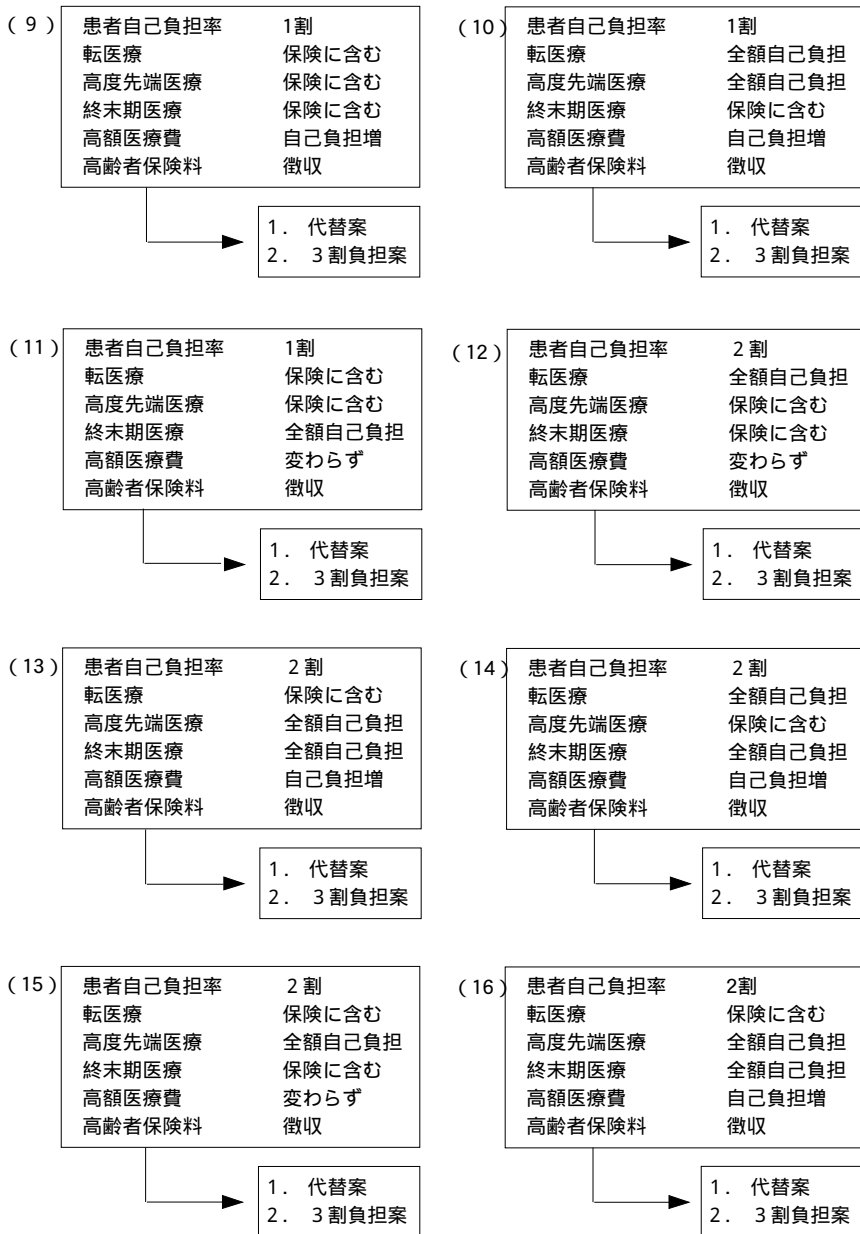 (9)
患者自己負担率 1割
転医療 保険に含む
高度先端医療 保険に含む
終末期医療 保険に含む
高額医療費 自己負担増
高齢者保険料 徴収
1. 代替案
2. 3割負担案
(10)
患者自己負担率 1割
転医療 全額自己負担
高度先端医療 全額自己負担
終末期医療 保険に含む
高額医療費 自己負担増
高齢者保険料 徴収
1. 代替案
2. 3割負担案
(11)
患者自己負担率 1割
転医療 保険に含む
高度先端医療 保険に含む
終末期医療 全額自己負担
高額医療費 変わらず
高齢者保険料 徴収
1. 代替案
2. 3割負担案
(12)
患者自己負担率 2割
転医療 全額自己負担
高度先端医療 保険に含む
終末期医療 保険に含む
高額医療費 変わらず
高齢者保険料 徴収
1. 代替案
2. 3割負担案
(13)
患者自己負担率 2割
転医療 保険に含む
高度先端医療 全額自己負担
終末期医療 全額自己負担
高額医療費 自己負担増
高齢者保険料 徴収
1. 代替案
2. 3割負担案
(14)
患者自己負担率 2割
転医療 全額自己負担
高度先端医療 保険に含む
終末期医療 全額自己負担
高額医療費 自己負担増
高齢者保険料 徴収
1. 代替案
2. 3割負担案
(15)
患者自己負担率 2割
転医療 保険に含む
高度先端医療 全額自己負担
終末期医療 保険に含む
高額医療費 変わらず
高齢者保険料 徴収
1. 代替案
2. 3割負担案
(16)
患者自己負担率 2割
転医療 保険に含む
高度先端医療 全額自己負担
終末期医療 全額自己負担
高額医療費 自己負担増
高齢者保険料 徴収
1. 代替案
2. 3割負担案